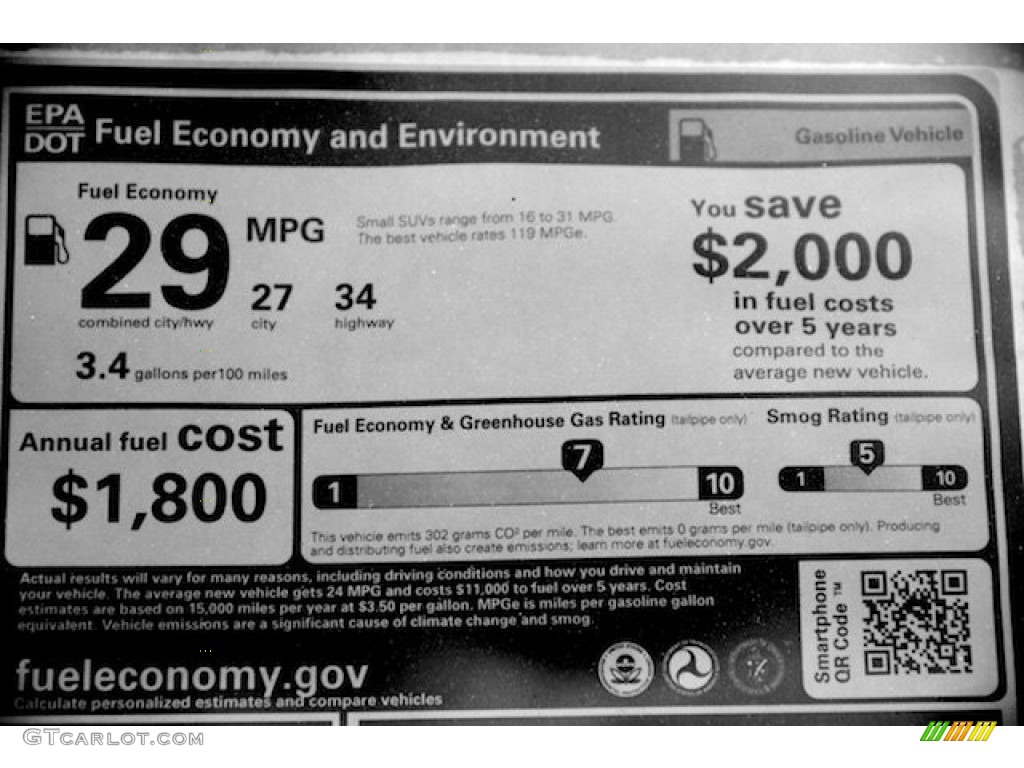 EPA
DOT Fuel Economy and Environment
Gasoline Vehicle
Fuel Economy
29 MPG
combined city/hwy
27
city
34
highway
3.4 gallons per100 miles
Small SUVs range from 16 to 31 MPG.
The best vehicle rates 119 MPGe.
You save
$2,000
in fuel costs
over 5 years
compared to the
average new vehicle.
Annual fuel cost
$1,800
Fuel Economy & Greenhouse Gas Rating (tailpipe only)
1 7 10
Best
Smog Rating (tailpipe only)
1 5 10
Best
This vehicle emits 302 grams CO² per mile. The best emits 0 grams per mile (tailpipe only). Producing
and distributing fuel also create emissions; learn more at fueleconomy.gov.
Actual results will vary for many reasons, including driving conditions and how you drive and maintain
your vehicle. The average new vehicle gets 24 MPG and costs $11,000 to fuel over 5 years. Cost
estimates are based on 15,000 miles per year at $3.50 per gallon. MPGe is miles per gasoline gallon
equivalent. Vehicle emissions are a significant cause of climate change and smog.
fueleconomy.gov
Calculate personalized estimates and compare vehicles
Smartphone
QR Code ™
GTcarlot.com